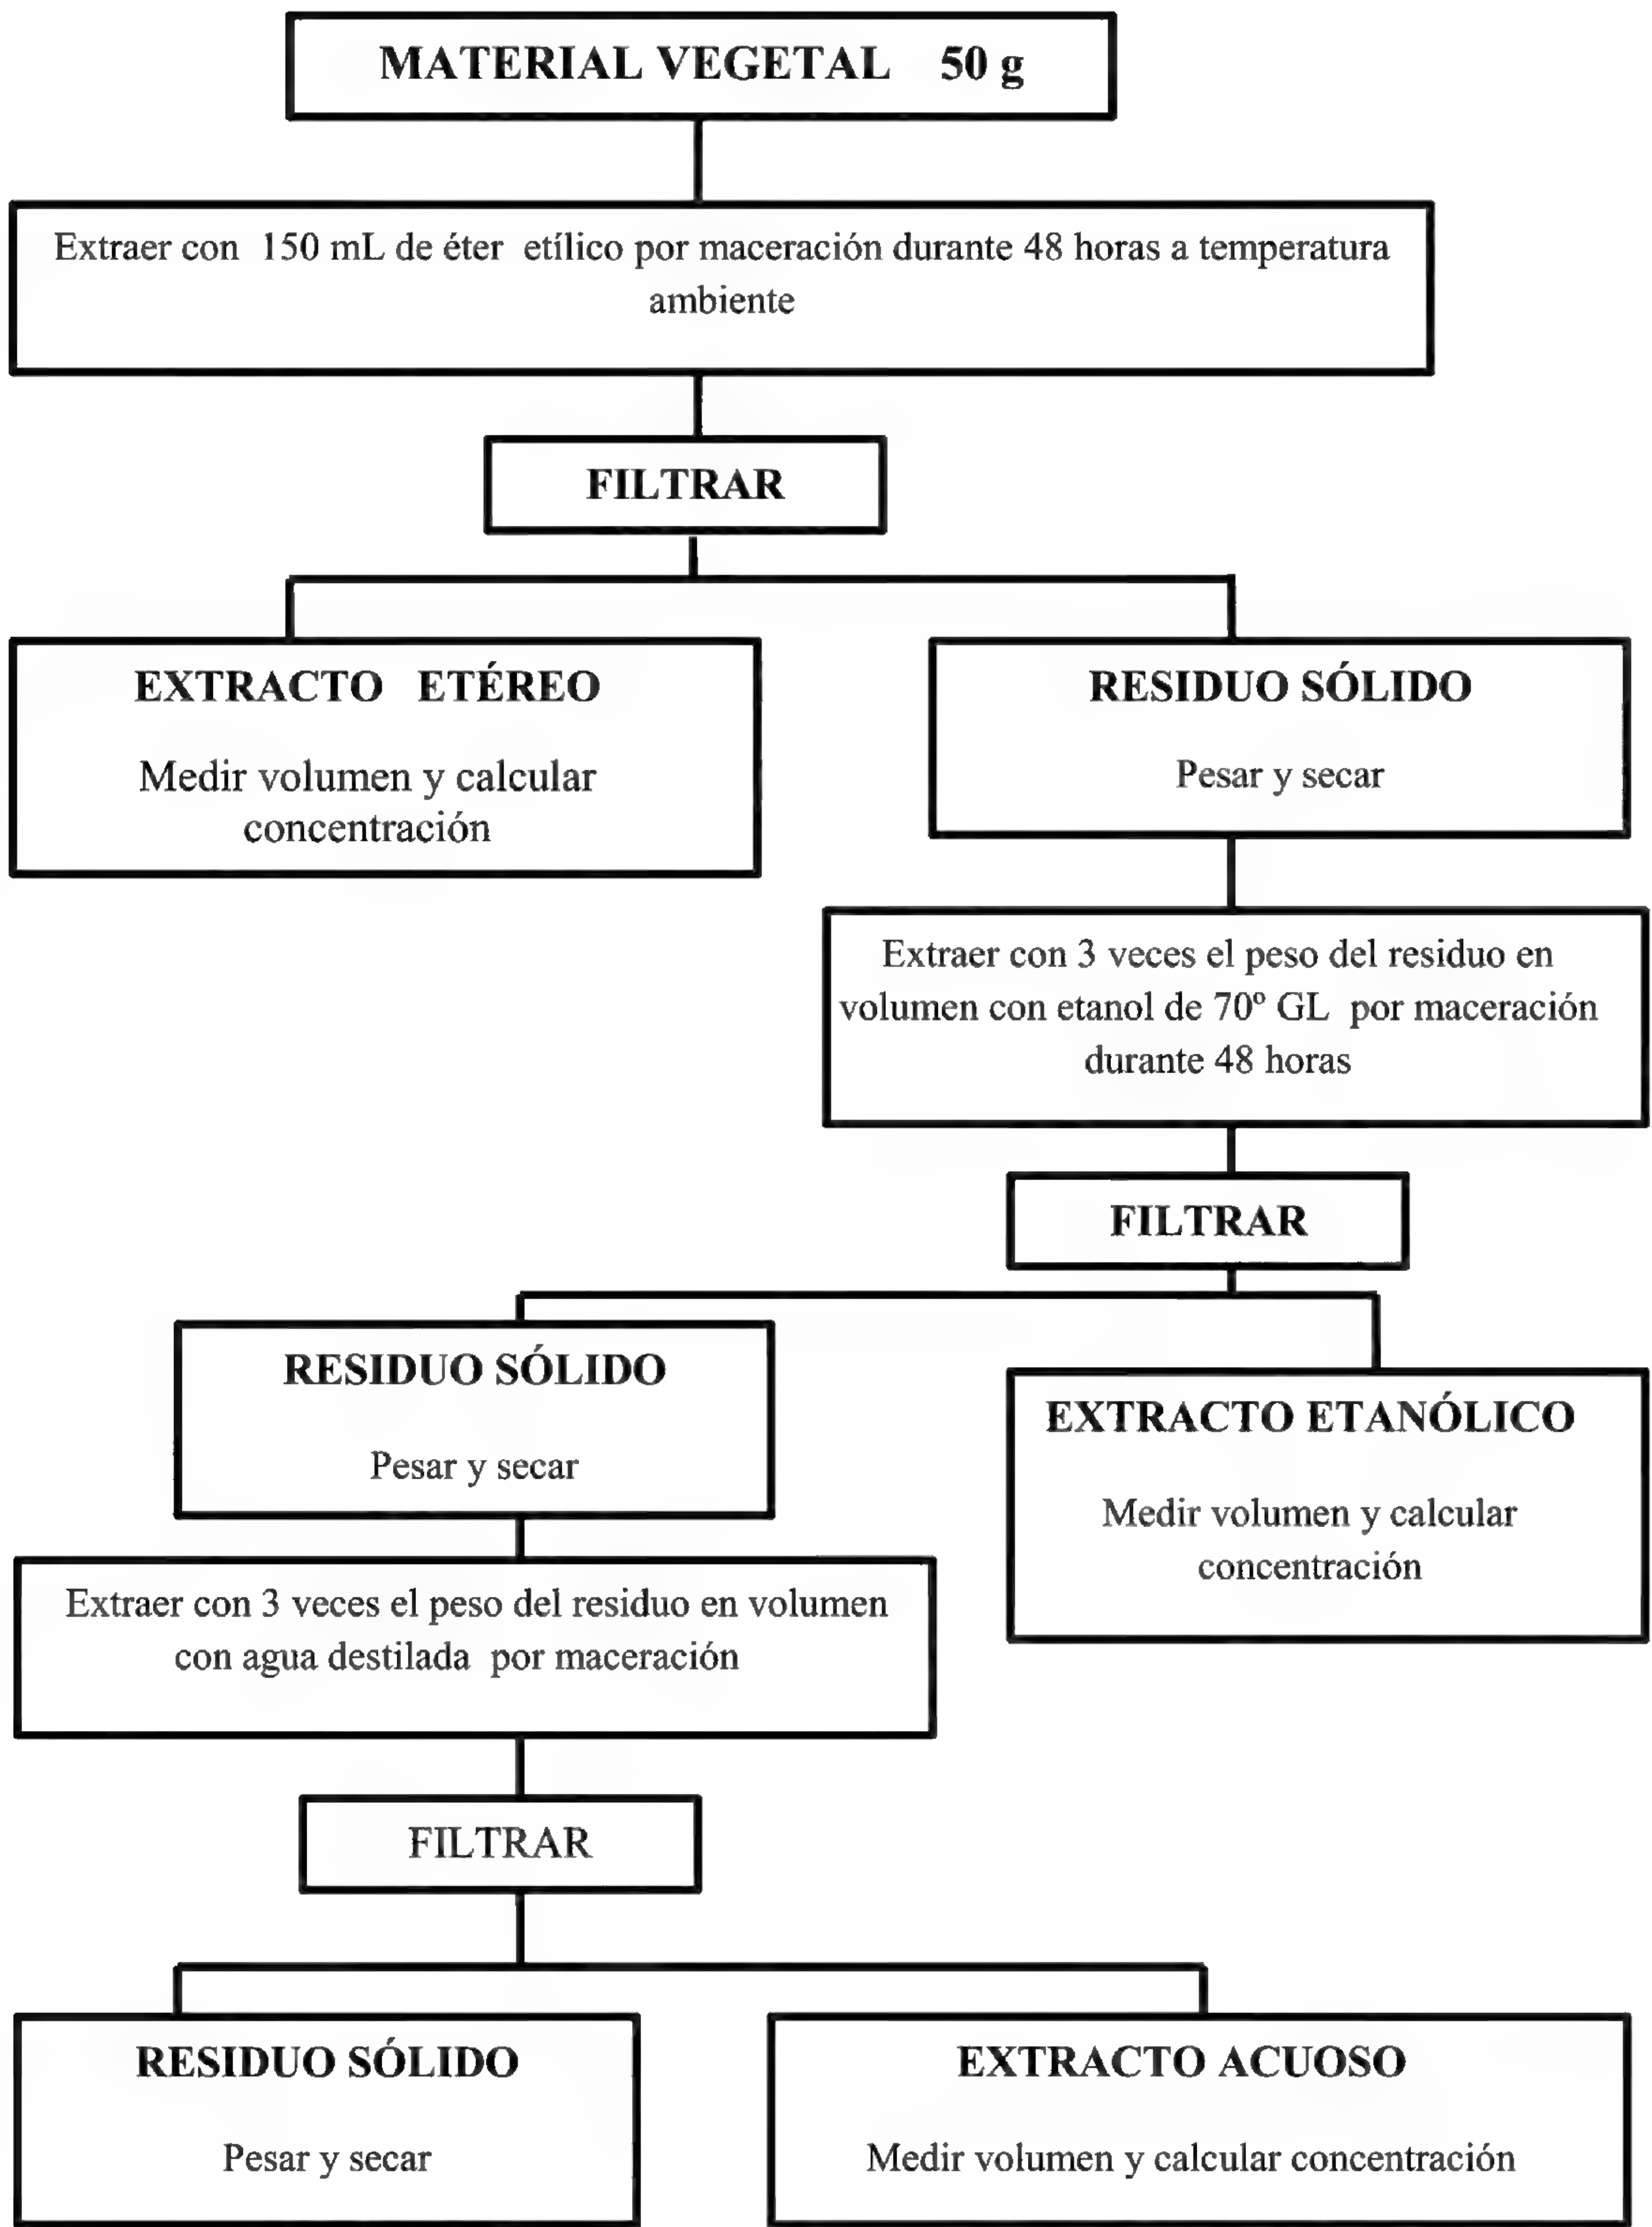 MATERIAL VEGETAL 50 g
Extraer con 150 mL de éter etílico por maceración durante 48 horas a temperatura
ambiente
FILTRAR
EXTRACTO ETÉREO
Medir volumen y calcular
concentración
RESIDUO SÓLIDO
Pesar y secar
Extraer con 3 veces el peso del residuo en
volumen con etanol de 70º GL por maceración
durante 48 horas
FILTRAR
RESIDUO SÓLIDO
Pesar y secar
EXTRACTO ETANÓLICO
Medir volumen y calcular
concentración
Extraer con 3 veces el peso del residuo en volumen
con agua destilada por maceración
FILTRAR
RESIDUO SÓLIDO
Pesar y secar
EXTRACTO ACUOSO
Medir volumen y calcular concentración